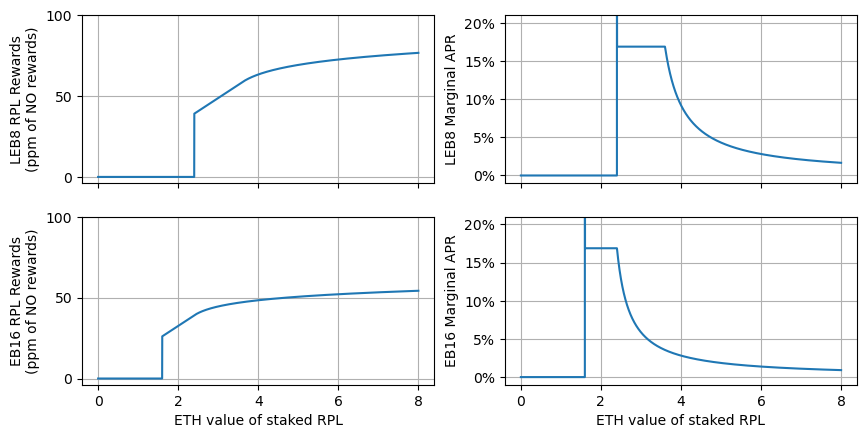 LEB8 RPL Rewards
(ppm of NO rewards)
100
50
0
LEB8 Marginal APR
20%
15%
10%
5%
0%
0 2 4 6 8
EB16 RPL Rewards
(ppm of NO rewards)
100
50
0
0 2 4 6 8
ETH value of staked RPL
EB16 Marginal APR
20%
15%
10%
5%
0%
ETH value of staked RPL